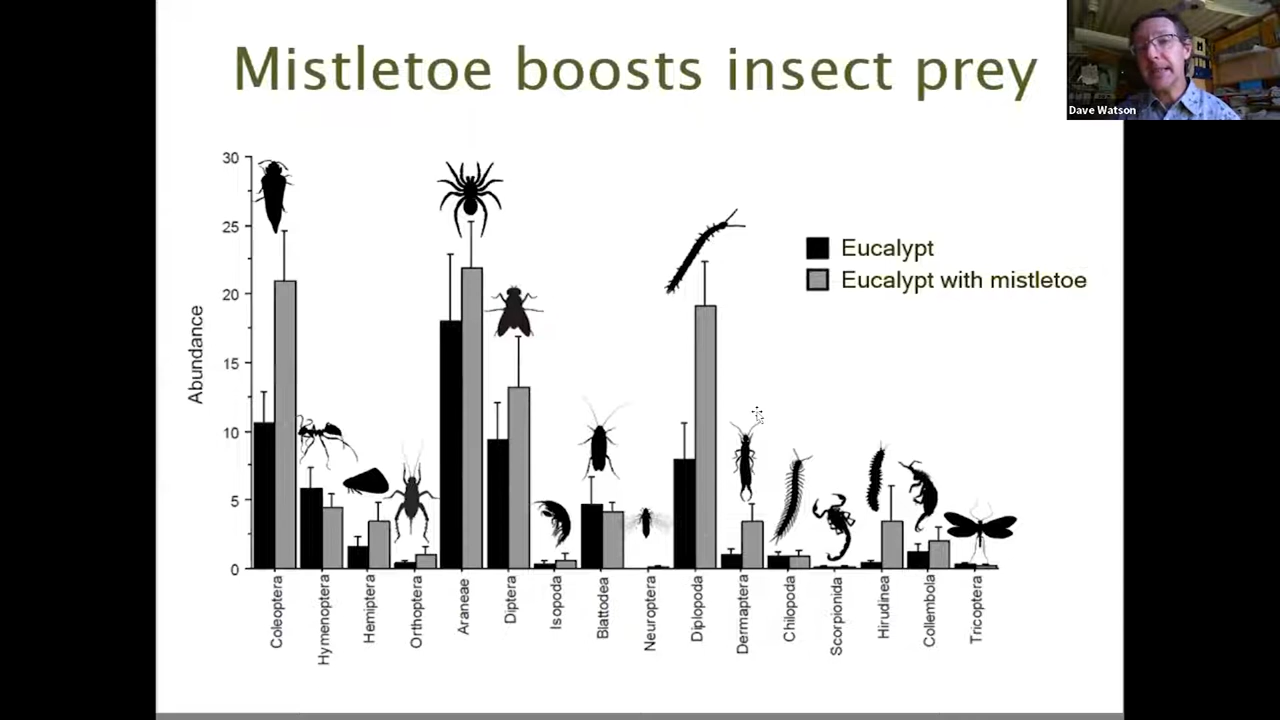 Mistletoe boosts insect prey
Dave Watson
30
25
20
15
10
5
0
Abundance
Eucalypt
Eucalypt with mistletoe
Coleoptera
Hymenoptera
Hemiptera
Orthoptera
Araneae
Diptera
Isopoda
Blattodea
Neuroptera
Diplopoda
Dermaptera
Chilopoda
Scorpionida
Hirudinea
Collembola
Tricoptera